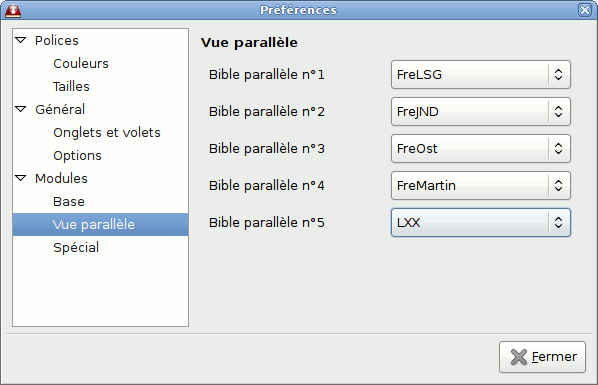 Préférences
Polices
Couleurs
Tailles
Général
Onglets et volets
Options
Modules
Base
Vue parallèle
Spécial
Vue parallèle
Bible parallèle n°1 FreLSG
Bible parallèle n°2 FreJND
Bible parallèle n°3 FreOst
Bible parallèle n°4 FreMartin
Bible parallèle n°5 LXX
Fermer